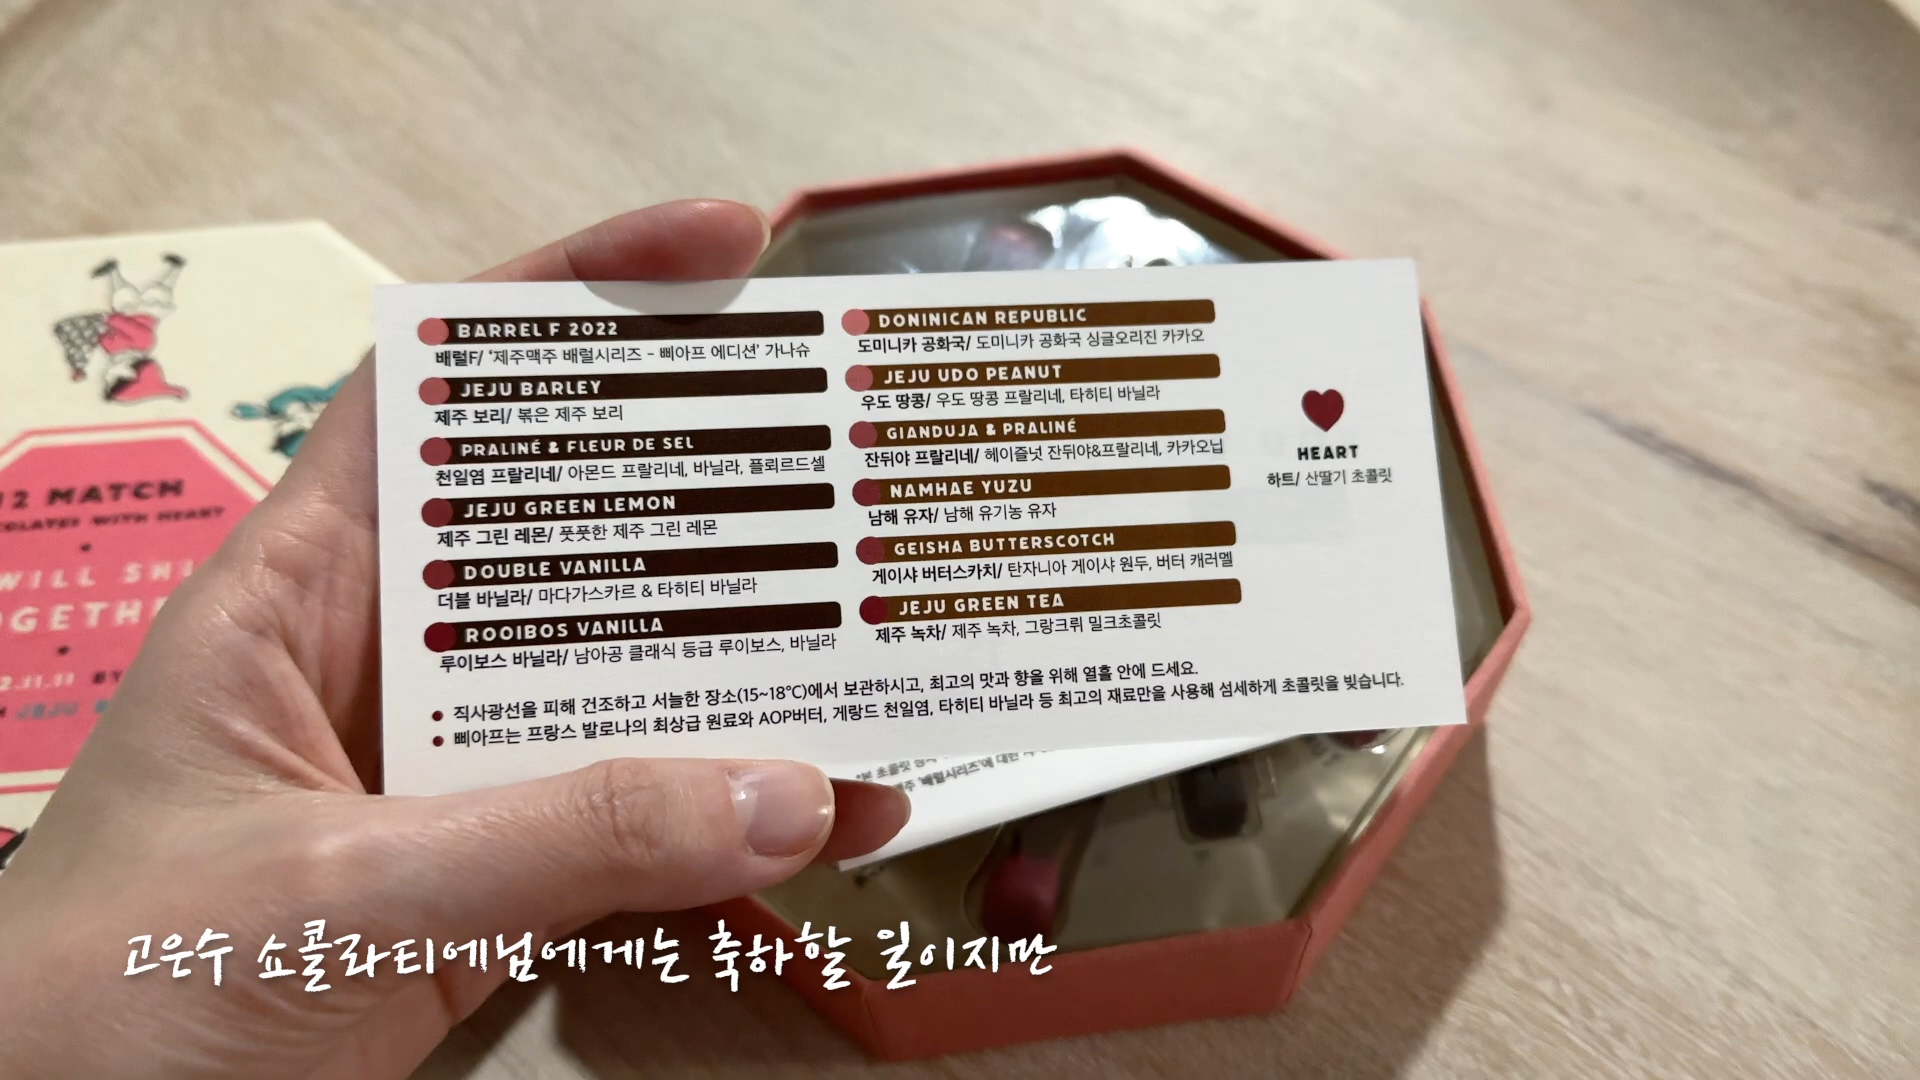 BARREL F 2022
배럴F/ '제주맥주 배럴시리즈 - 삐아프 에디션' 가나슈
JEJU BARLEY
제주 보리/ 볶은 제주 보리
PRALINÉ & FLEUR DE SEL
천일염 프랄리네/ 아몬드 프랄리네, 바닐라, 플뢰르드셀
JEJU GREEN LEMON
제주 그린 레몬/ 풋풋한 제주 그린 레몬
DOUBLE VANILLA
더블 바닐라/ 마다가스카르 & 타히티 바닐라
ROOIBOS VANILLA
루이보스 바닐라/ 남아공 클래식 등급 루이보스, 바닐라
DONINICAN REPUBLIC
도미니카 공화국/ 도미니카 공화국 싱글오리진 카카오
JEJU UDO PEANUT
우도 땅콩/ 우도 땅콩 프랄리네, 타히티 바닐라
GIANDUJA & PRALINÉ
잔뒤야 프랄리네/ 헤이즐넛 잔뒤야&프랄리네, 카카오닙
NAMHAE YUZU
남해 유자/ 남해 유기농 유자
GEISHA BUTTERSCOTCH
게이샤 버터스카치/ 탄자니아 게이샤 원두, 버터 캐러멜
JEJU GREEN TEA
제주 녹차/ 제주 녹차, 그랑크뤼 밀크초콜릿
HEART
하트/ 산딸기 초콜릿
직사광선을 피해 건조하고 서늘한 장소(15~18°C)에서 보관하시고, 최고의 맛과 향을 위해 열흘 안에 드세요.
삐아프는 프랑스 발로나의 최상급 원료와 AOP버터, 게랑드 천일염, 타히티 바닐라 등 최고의 재료만을 사용해 섬세하게 초콜릿을 빚습니다.
12 MATCH
WITH HEART
WILL
BY
본 초콜릿
'배럴시리즈'에 대한
고은수 쇼콜라티에님에게는 축하할 일이지만